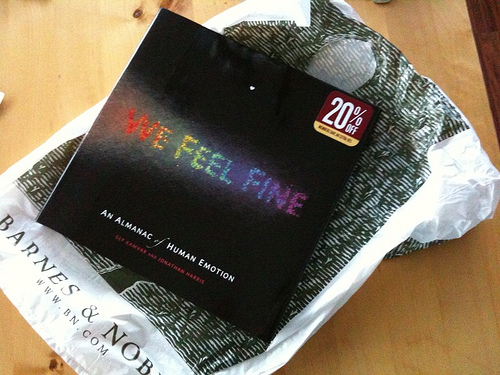 20% OFF
WE FEEL FINE
AN ALMANAC of HUMAN EMOTION
SEP KAMVAR AND JONATHAN HARRIS
BARNES & NOB
WWW.BN.COM